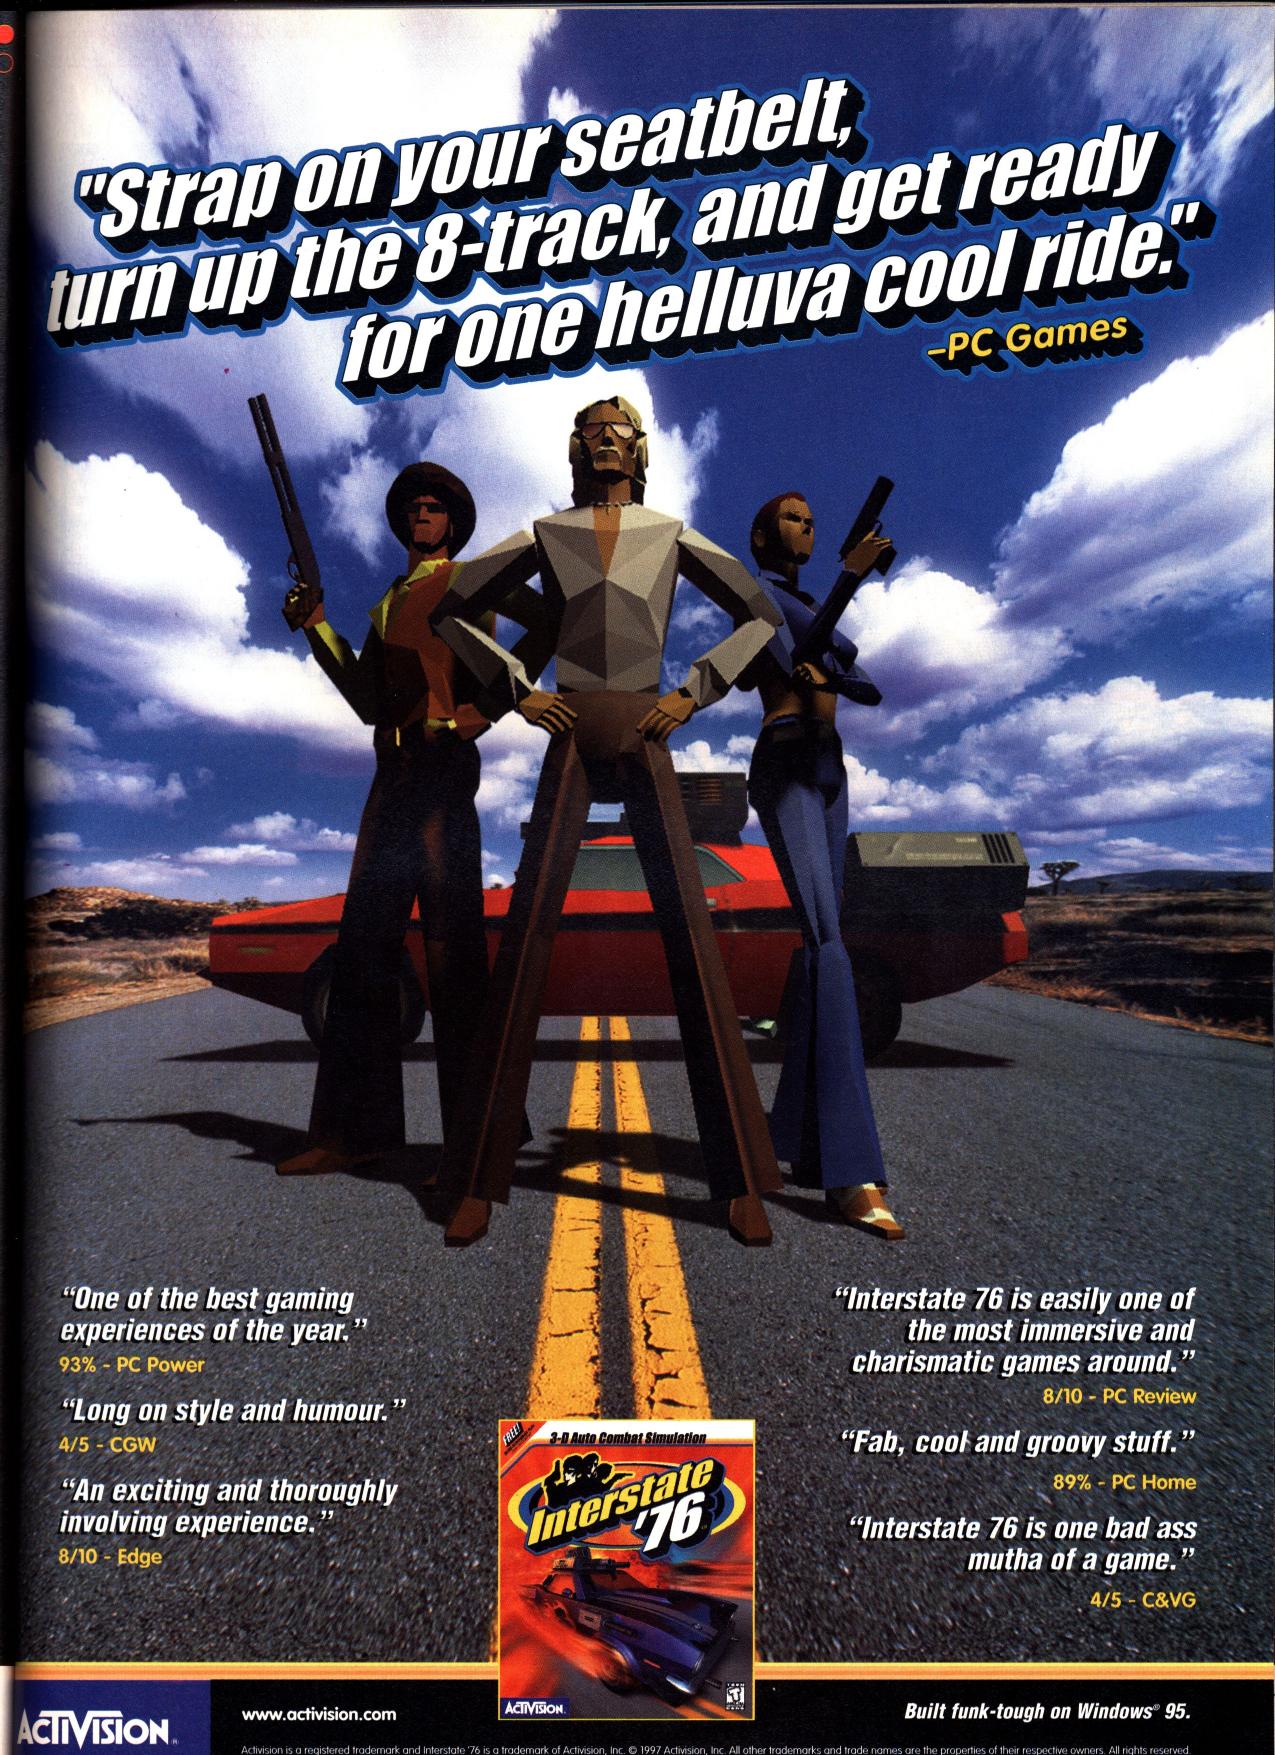 "Strap on your seatbelt,
turn up the 8-track, and get ready
for one helluva cool ride."
–PC Games
“One of the best gaming
experiences of the year.”
93% - PC Power
“Long on style and humour.”
4/5 - CGW
“An exciting and thoroughly
involving experience.”
8/10 - Edge
“Interstate 76 is easily one of
the most immersive and
charismatic games around.”
8/10 - PC Review
“Fab, cool and groovy stuff.”
89% - PC Home
“Interstate 76 is one bad ass
mutha of a game.”
4/5 - C&VG
FREE!
3-D Auto Combat Simulation
Interstate
'76
ACTIVISION
ACTIVISION®
www.activision.com
Built funk-tough on Windows® 95.
Activision is a registered trademark and Interstate '76 is a trademark of Activision, Inc. © 1997 Activision, Inc. All other trademarks and trade names are the properties of their respective owners. All rights reserved